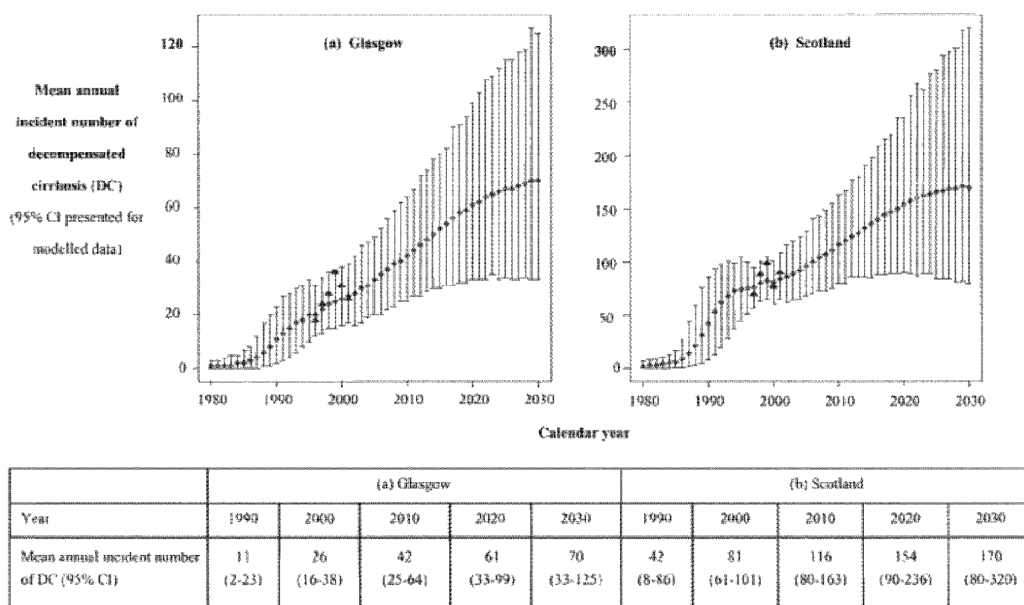 (a) Glasgow
(b) Scotland
Mean annual
incident number of
decompensated
cirrhosis (DC)
(95% CI presented for
modelled data)
120
100
80
60
40
20
0
300
250
200
150
100
50
0
1980 1990 2000 2010 2020 2030
1980 1990 2000 2010 2020 2030
Calendar year
(a) Glasgow (b) Scotland
Year 1990 2000 2010 2020 2030 1990 2000 2010 2020 2030
Mean annual incident number 11 26 42 61 70 42 81 116 154 170
of DC (95% CI) (2-23) (16-38) (25-64) (33-99) (33-125) (8-86) (61-101) (80-163) (90-236) (80-320)